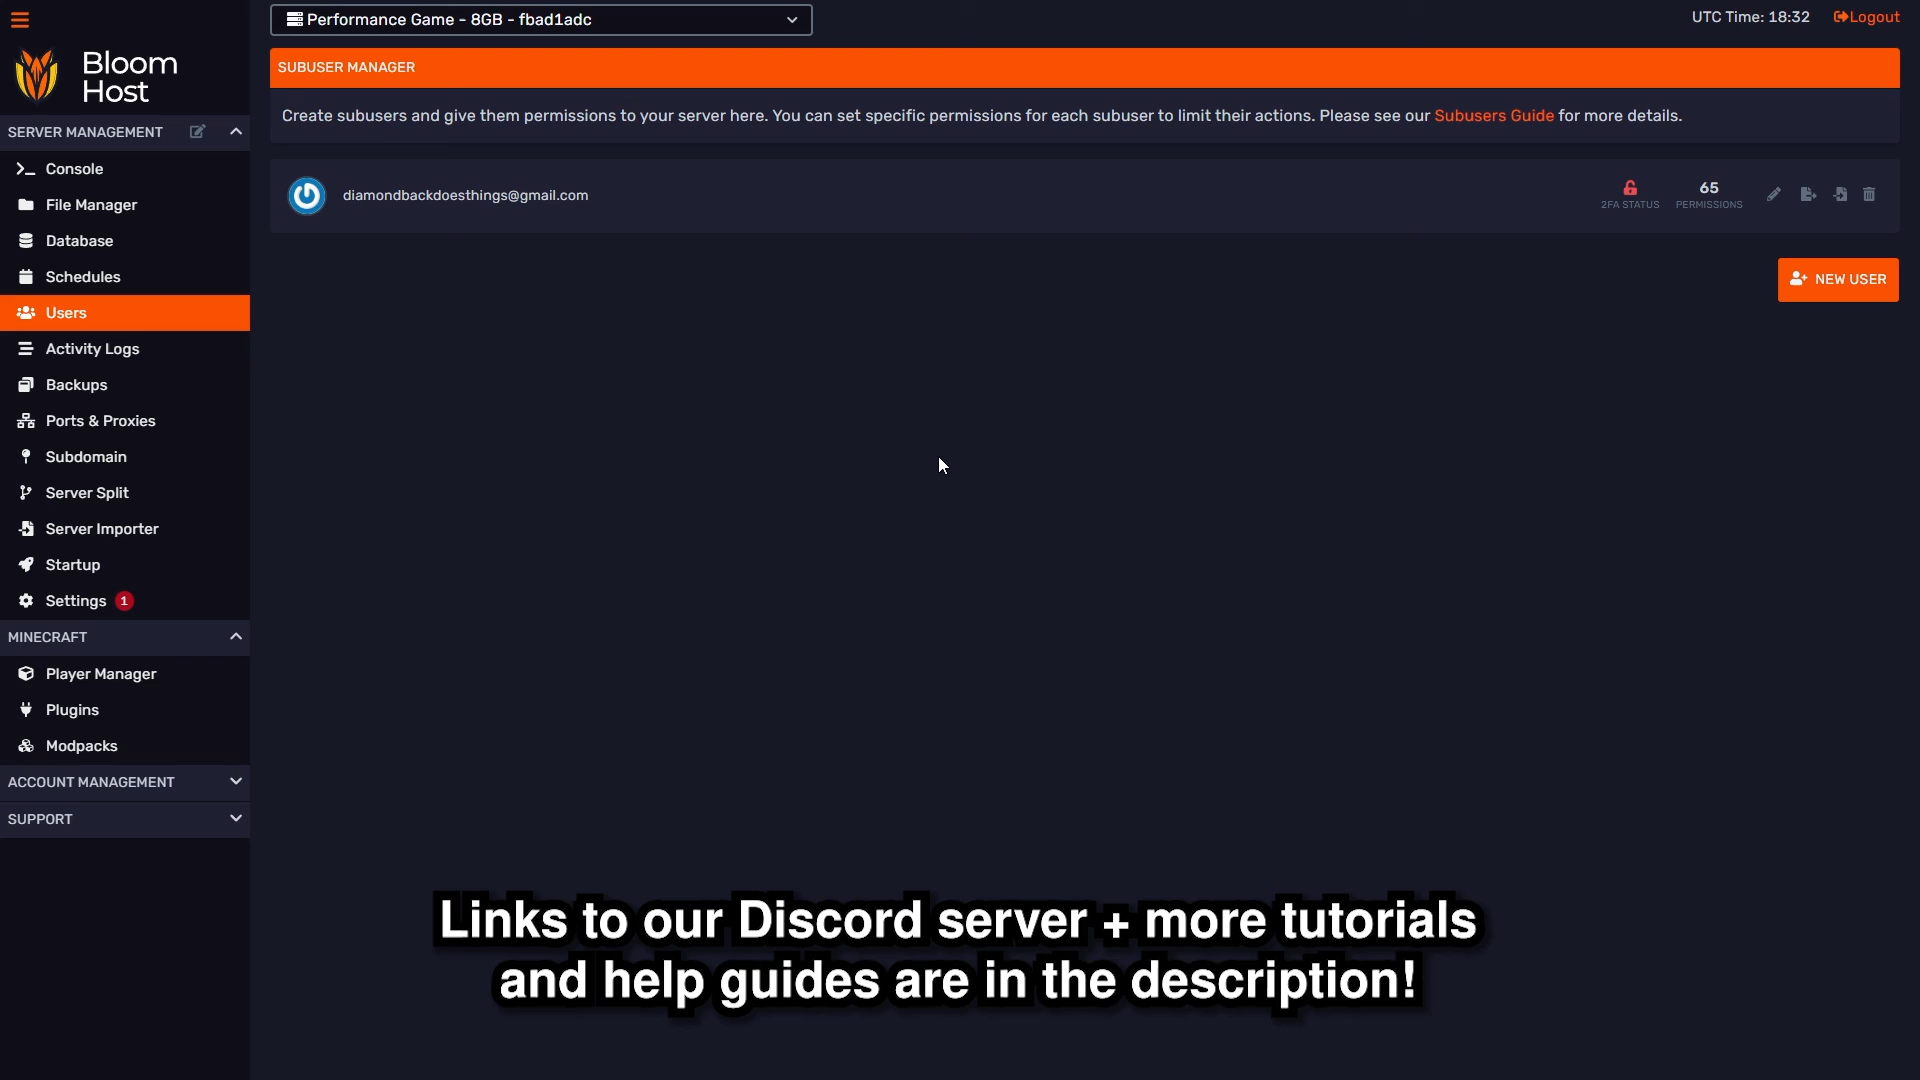 Performance Game - 8GB - fbad1adc
UTC Time: 18:32
Logout
Bloom
Host
SERVER MANAGEMENT
Console
File Manager
Database
Schedules
Users
Activity Logs
Backups
Ports & Proxies
Subdomain
Server Split
Server Importer
Startup
Settings 1
MINECRAFT
Player Manager
Plugins
Modpacks
ACCOUNT MANAGEMENT
SUPPORT
SUBUSER MANAGER
Create subusers and give them permissions to your server here. You can set specific permissions for each subuser to limit their actions. Please see our Subusers Guide for more details.
diamondbackdoesthings@gmail.com
2FA STATUS
65
PERMISSIONS
NEW USER
Links to our Discord server + more tutorials
and help guides are in the description!